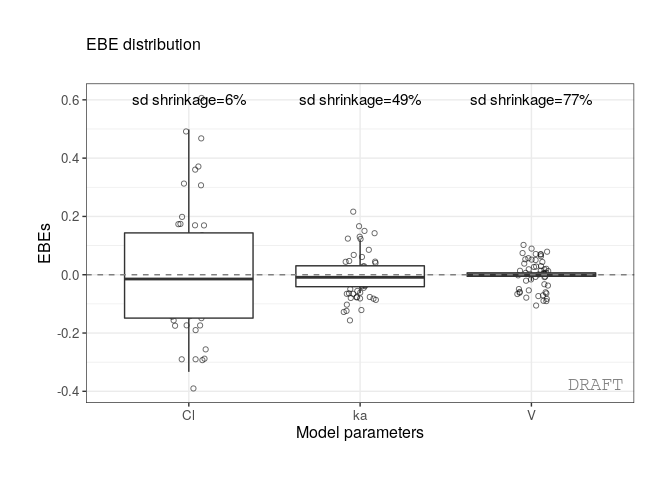 EBE distribution
sd shrinkage=6% sd shrinkage=49% sd shrinkage=77%
0.6
0.4
0.2
0.0
-0.2
-0.4
EBEs
DRAFT
Cl ka V
Model parameters